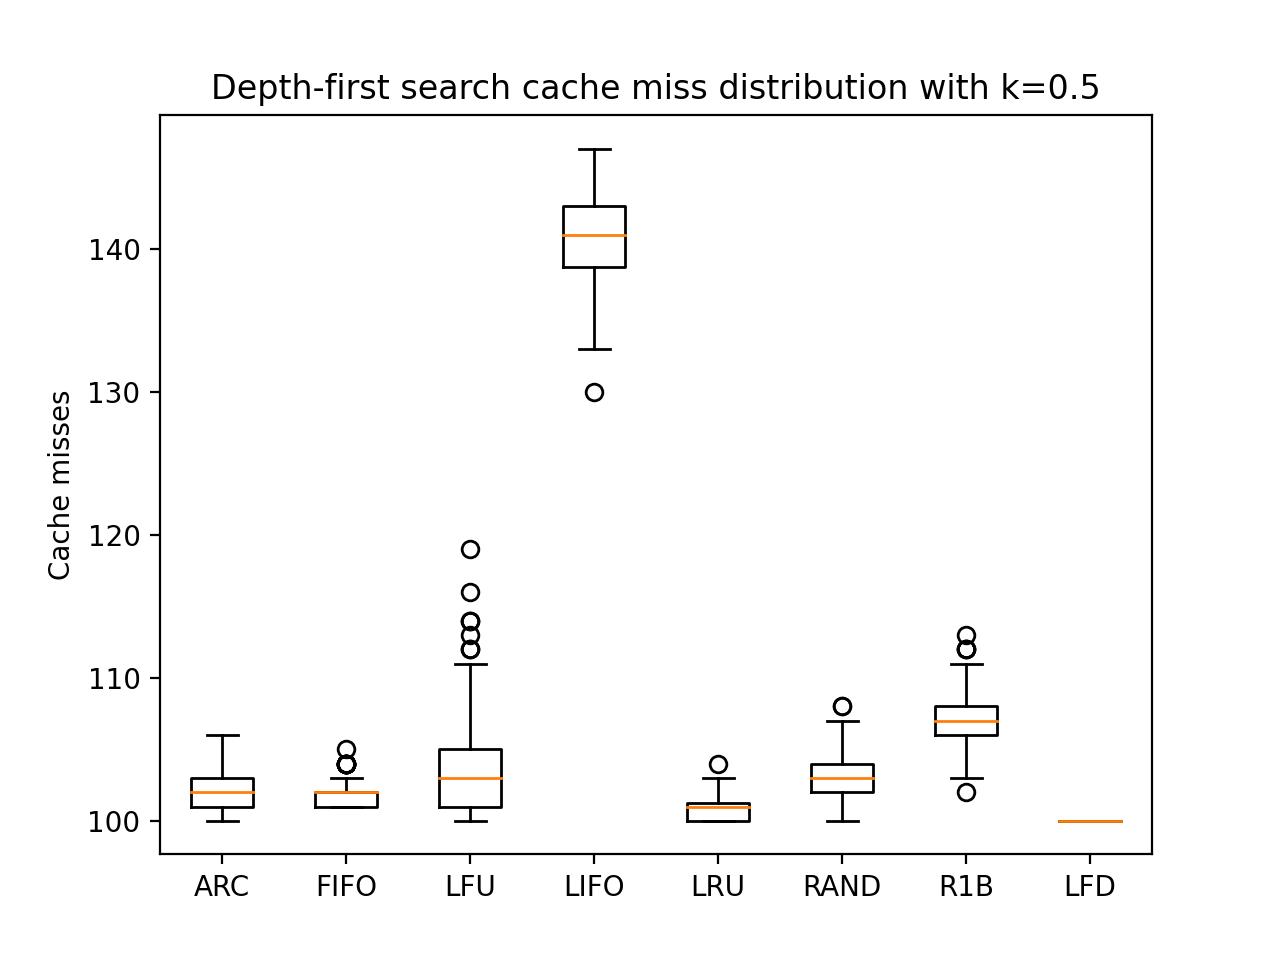 Depth-first search cache miss distribution with k=0.5
Cache misses
140
130
120
110
100
ARC FIFO LFU LIFO LRU RAND R1B LFD